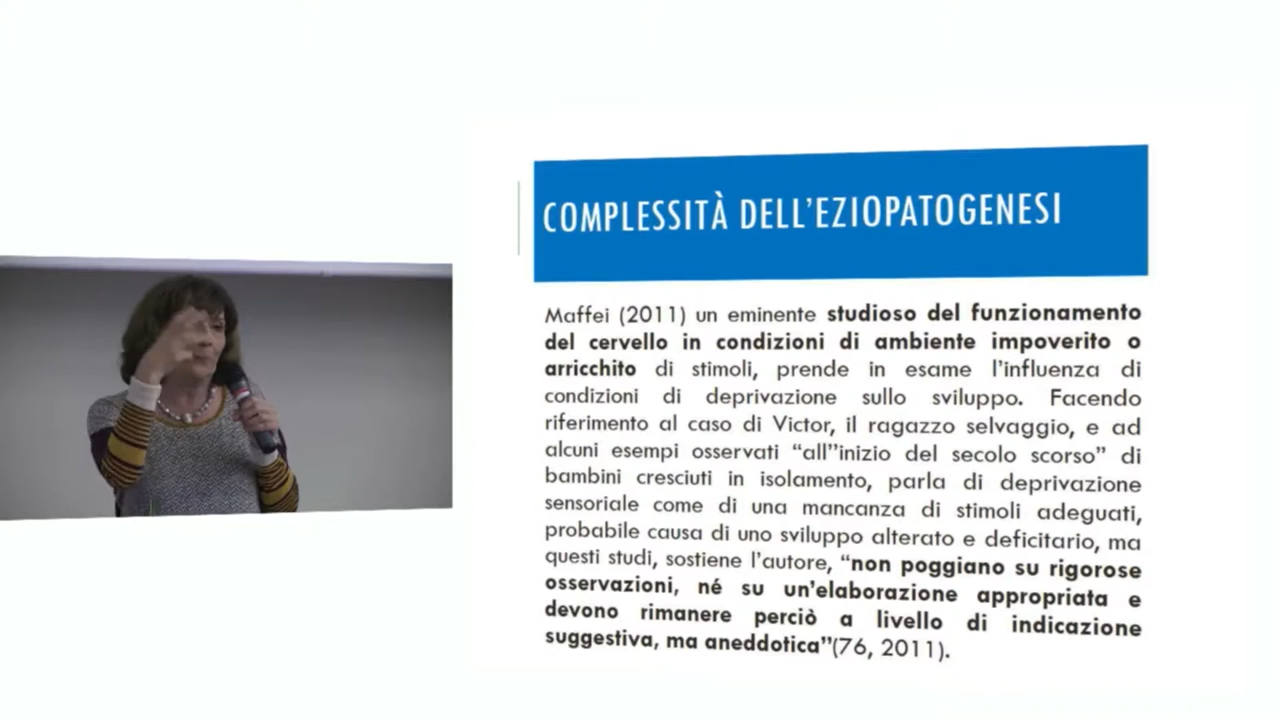 COMPLESSITÀ DELL'EZIOPATOGENESI
Maffei (2011) un eminente studioso del funzionamento
del cervello in condizioni di ambiente impoverito o
arricchito di stimoli, prende in esame l'influenza di
condizioni di deprivazione sullo sviluppo. Facendo
riferimento al caso di Victor, il ragazzo selvaggio, e ad
alcuni esempi osservati “all''inizio del secolo scorso” di
bambini cresciuti in isolamento, parla di deprivazione
sensoriale come di una mancanza di stimoli adeguati,
probabile causa di uno sviluppo alterato e deficitario, ma
questi studi, sostiene l'autore, “non poggiano su rigorose
osservazioni, né su un'elaborazione appropriata e
devono rimanere perciò a livello di indicazione
suggestiva, ma aneddotica”(76, 2011).